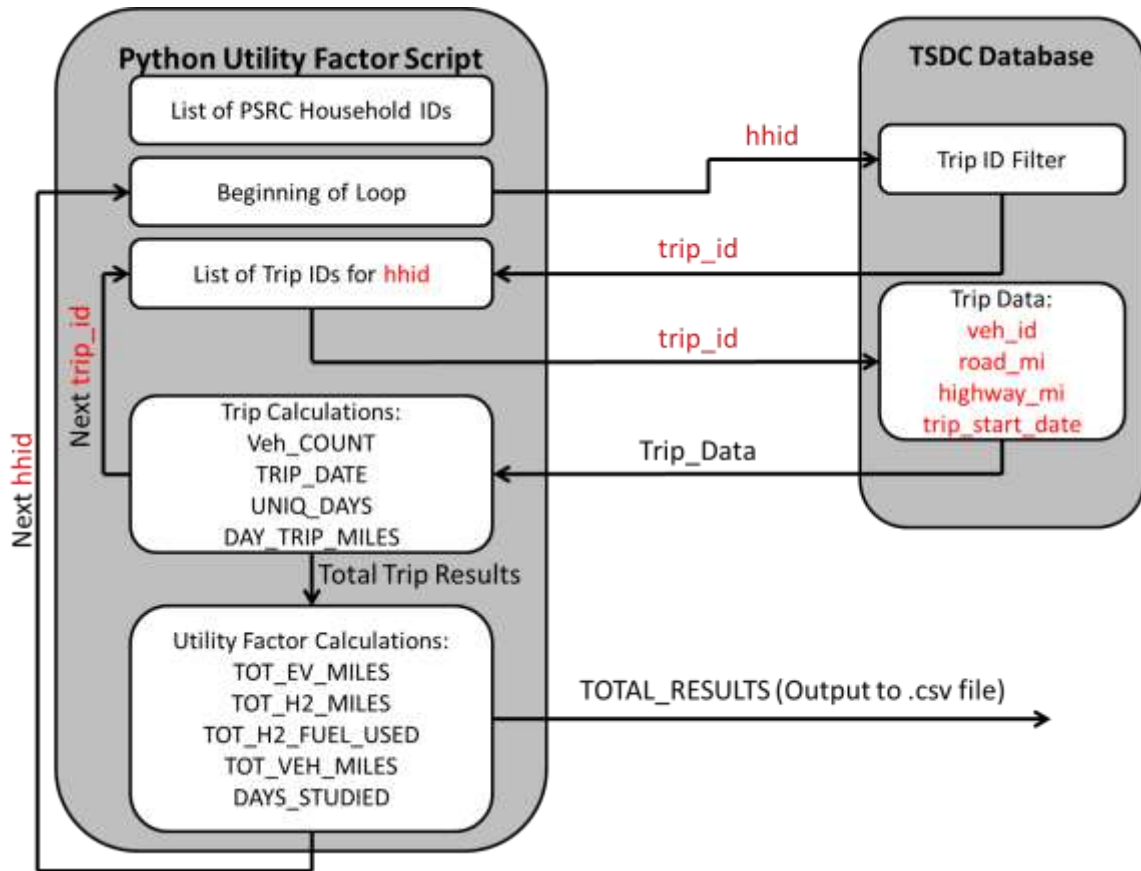 Python Utility Factor Script
List of PSRC Household IDs
Beginning of Loop
List of Trip IDs for hhid
Trip Calculations:
Veh_COUNT
TRIP_DATE
UNIQ_DAYS
DAY_TRIP_MILES
Total Trip Results
Utility Factor Calculations:
TOT_EV_MILES
TOT_H2_MILES
TOT_H2_FUEL_USED
TOT_VEH_MILES
DAYS_STUDIED
Next hhid
Next trip_id
hhid
trip_id
trip_id
Trip_Data
TOTAL_RESULTS (Output to .csv file)
TSDC Database
Trip ID Filter
Trip Data:
veh_id
road_mi
highway_mi
trip_start_date